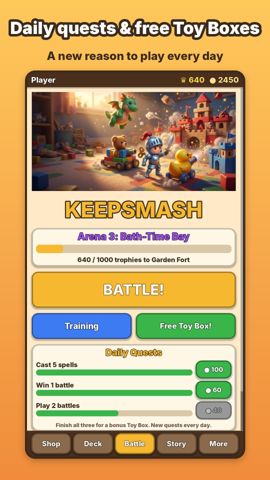 Daily quests & free Toy Boxes
A new reason to play every day
Player 640 2450
KEEPSMASH
Arena 3: Bath-Time Bay
640 / 1000 trophies to Garden Fort
BATTLE!
Training Free Toy Box!
Daily Quests
Cast 5 spells 100
Win 1 battle 60
Play 2 battles 40
Finish all three for a bonus Toy Box. New quests every day.
Shop Deck Battle Story More